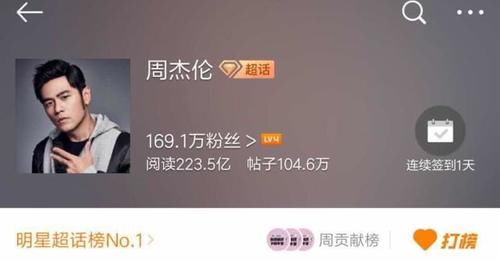 周杰伦 超话
169.1万粉丝 > LV4
阅读223.5亿 帖子104.6万
连续签到1天
明星超话榜No.1 >
周贡献榜
打榜